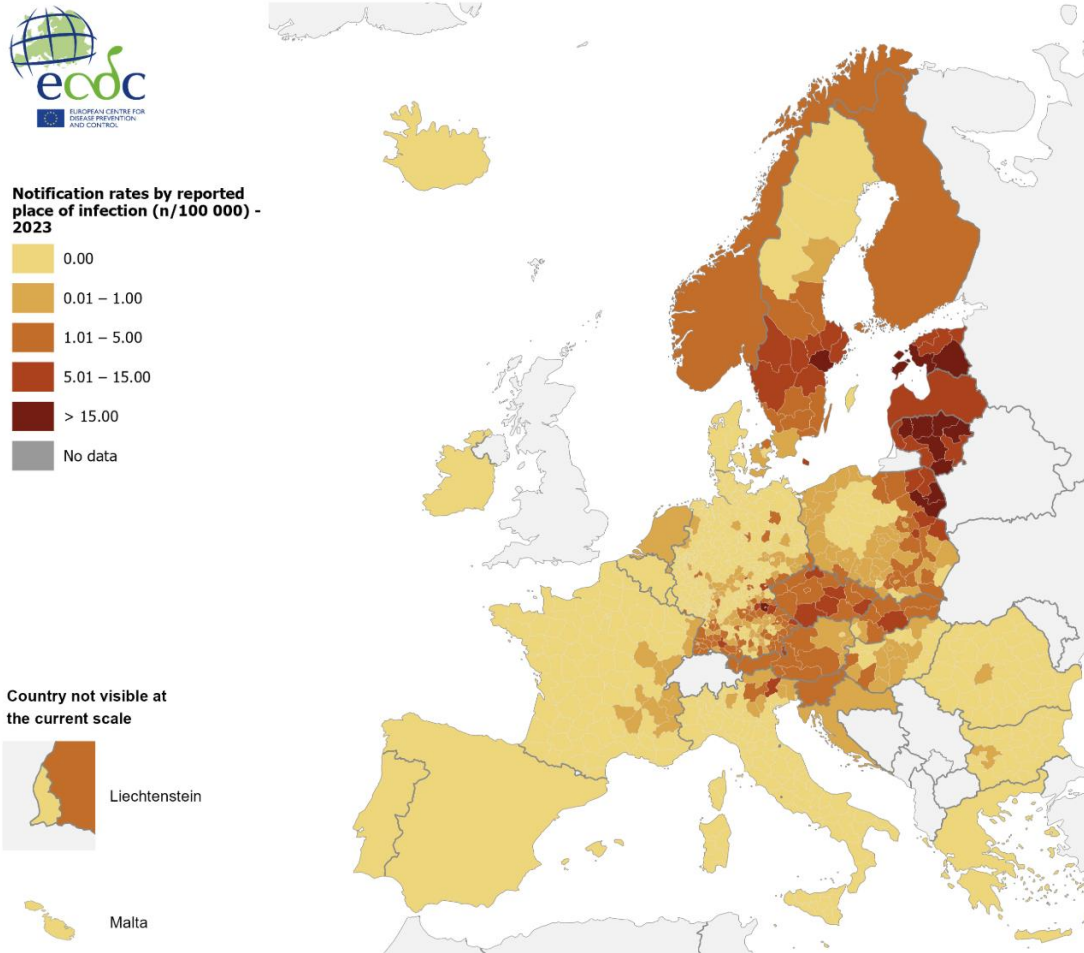 ecdc
EUROPEAN CENTRE FOR
DISEASE PREVENTION
AND CONTROL
Notification rates by reported
place of infection (n/100 000) -
2023
0.00
0.01 – 1.00
1.01 – 5.00
5.01 – 15.00
> 15.00
No data
Country not visible at
the current scale
Liechtenstein
Malta